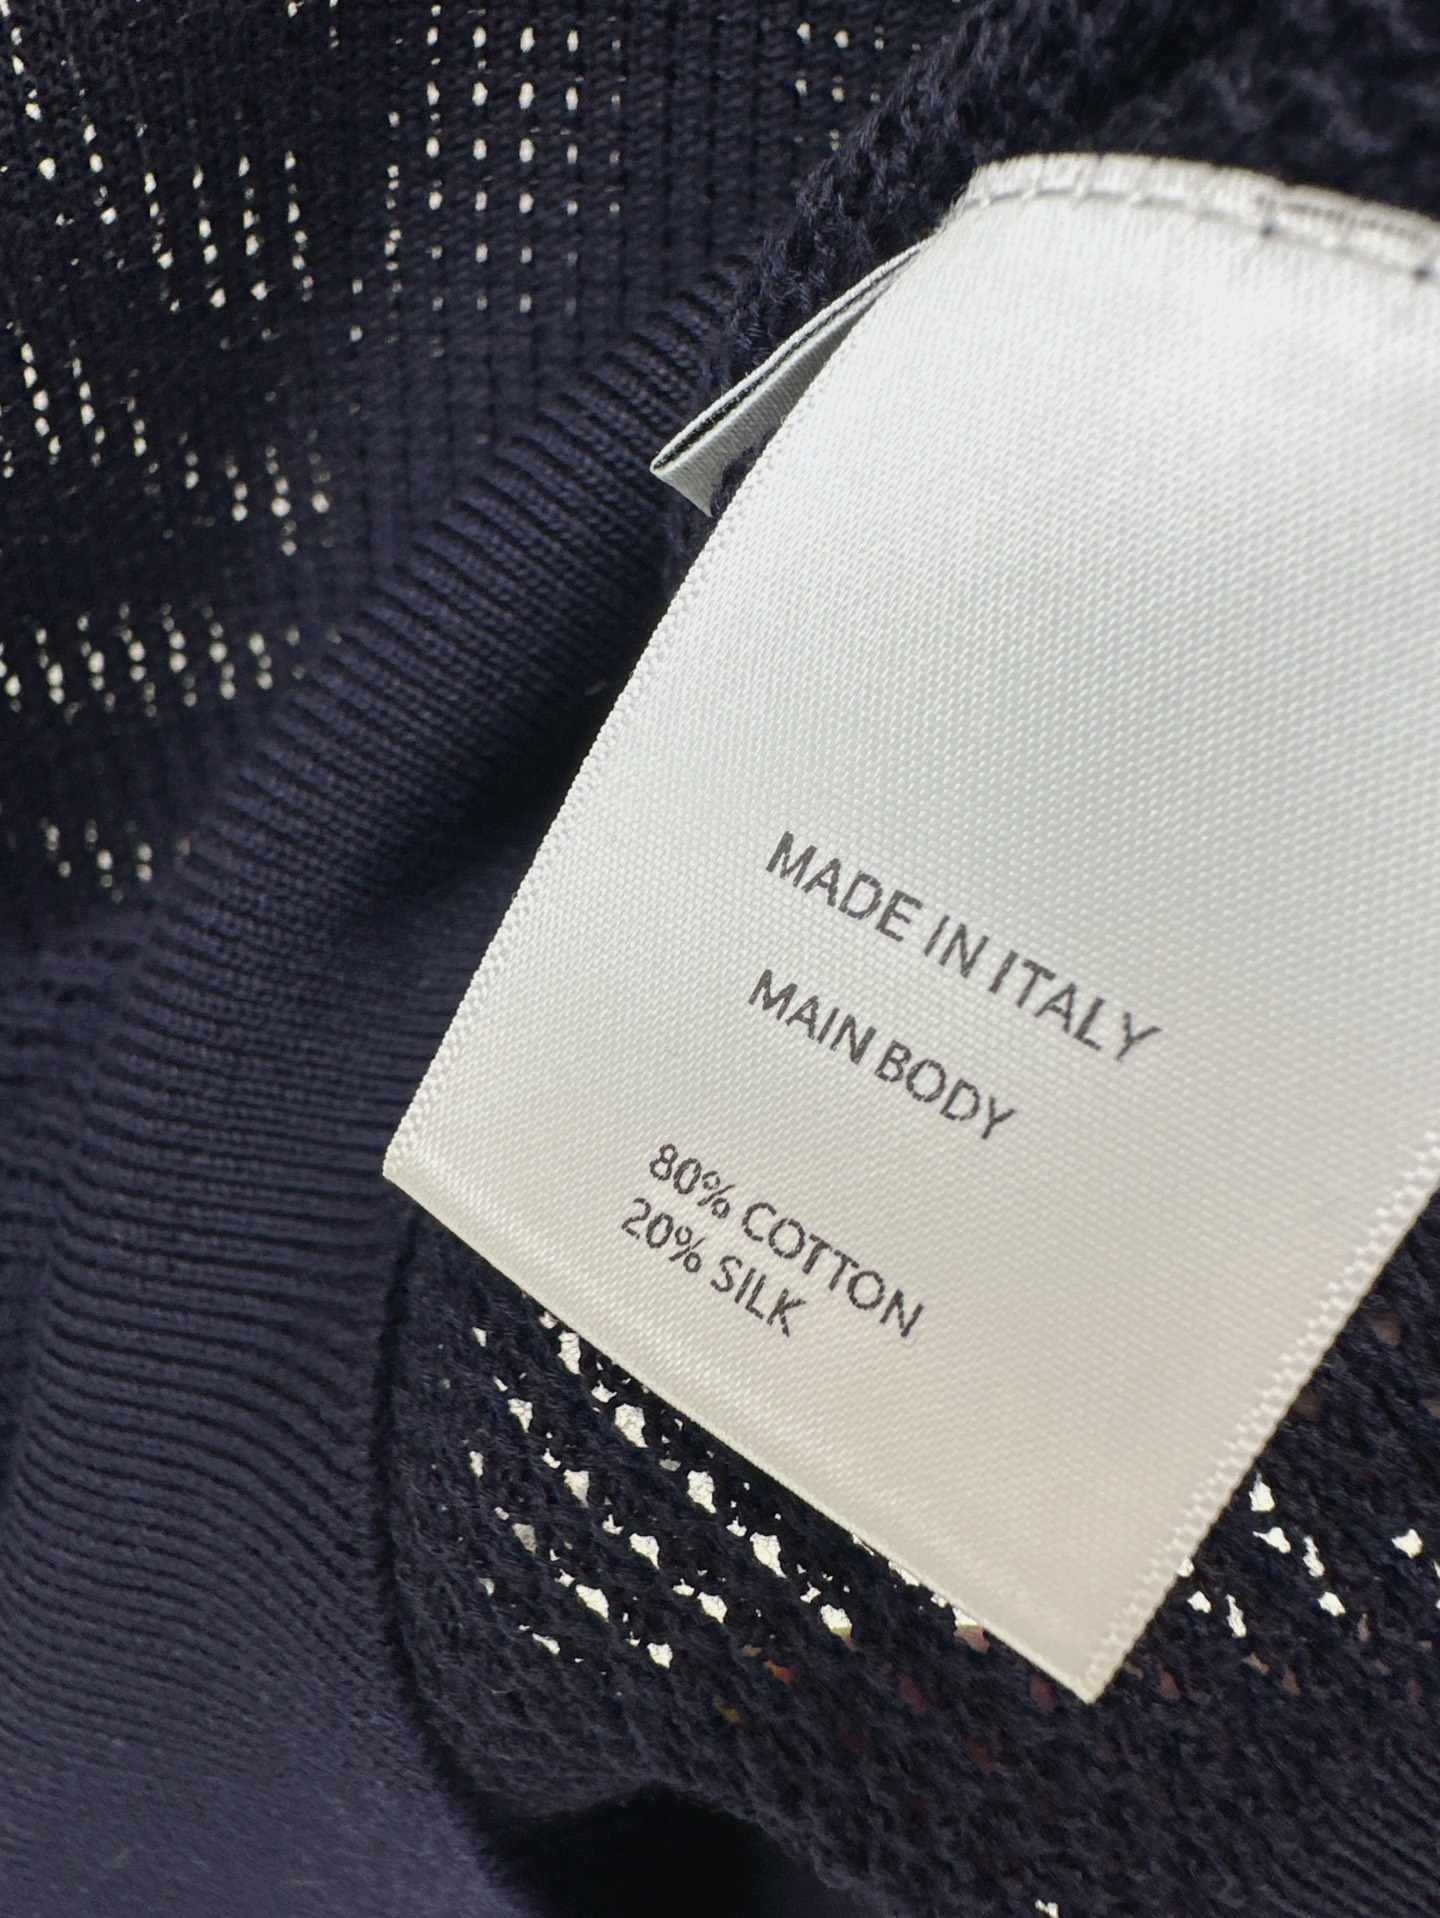 MADE IN ITALY
MAIN BODY
80% COTTON
20% SILK